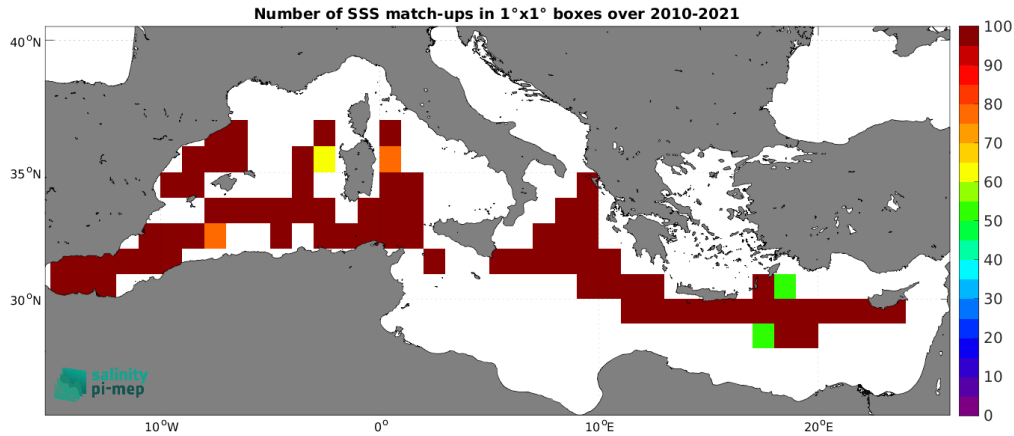 Number of SSS match-ups in 1°x1° boxes over 2010-2021
40°N
35°N
30°N
10°W
0°
10°E
20°E
100
90
80
70
60
50
40
30
20
10
0
salinity
pi-mep